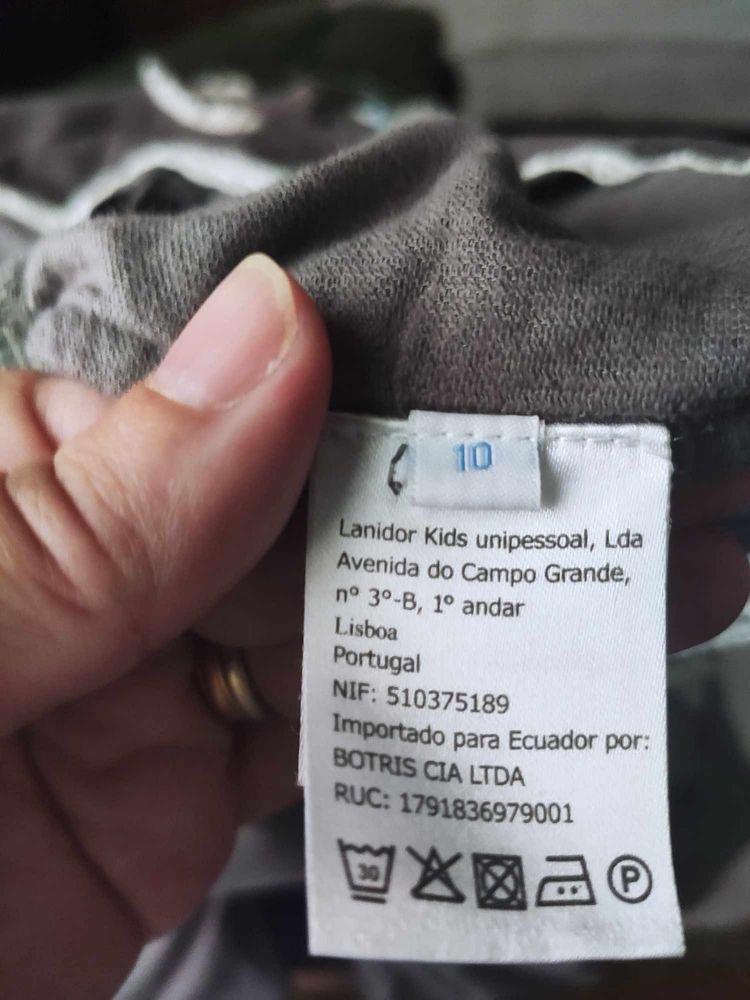 10
Lanidor Kids unipessoal, Lda
Avenida do Campo Grande,
nº 3º-B, 1º andar
Lisboa
Portugal
NIF: 510375189
Importado para Ecuador por:
BOTRIS CIA LTDA
RUC: 1791836979001
30
P